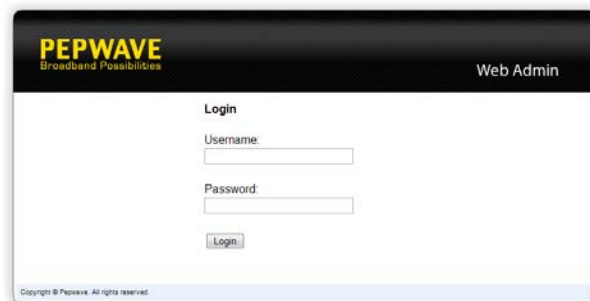 PEPWAVE
Broadband Possibilities
Web Admin
Login
Username:
Password:
Login
Copyright © Pepwave. All rights reserved.